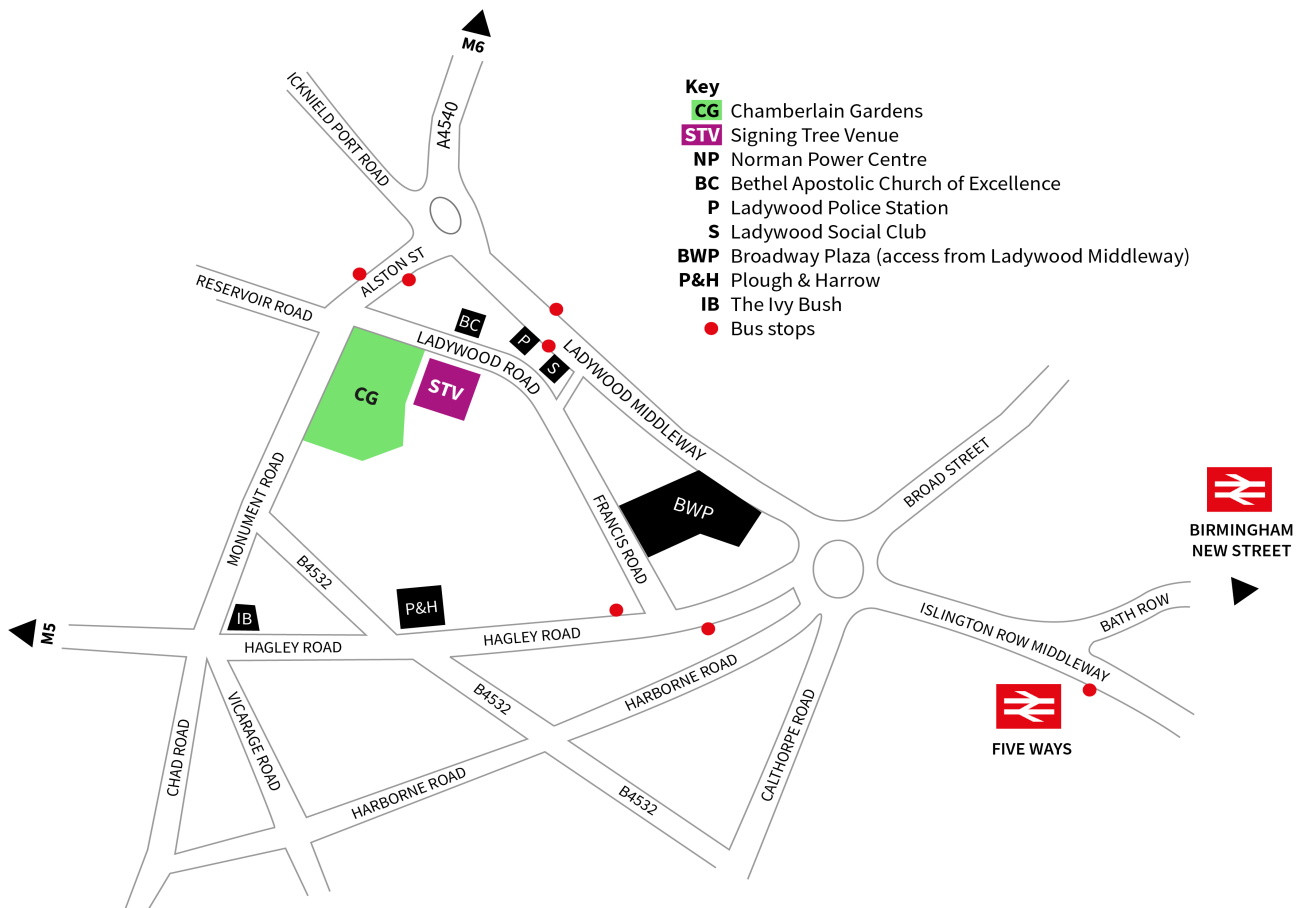 M6
ICKNIELD PORT ROAD
AA540
Key
CG Chamberlain Gardens
STV Signing Tree Venue
NP Norman Power Centre
BC Bethel Apostolic Church of Excellence
P Ladywood Police Station
S Ladywood Social Club
BWP Broadway Plaza (access from Ladywood Middleway)
P&H Plough & Harrow
IB The Ivy Bush
Bus stops
ALSTON ST
RESERVOIR ROAD
BC
P
S
LADYWOOD ROAD
LADYWOOD MIDDLEWAY
CG
STV
MONUMENT ROAD
BROAD STREET
BWP
FRANCIS ROAD
BIRMINGHAM
NEW STREET
B4532
P&H
IB
M5
HAGLEY ROAD
HAGLEY ROAD
ISLINGTON ROW MIDDLEWAY
BATH ROW
HARBORNE ROAD
B4532
VICARAGE ROAD
CHAD ROAD
CALTHORPE ROAD
FIVE WAYS
HARBORNE ROAD
B4532